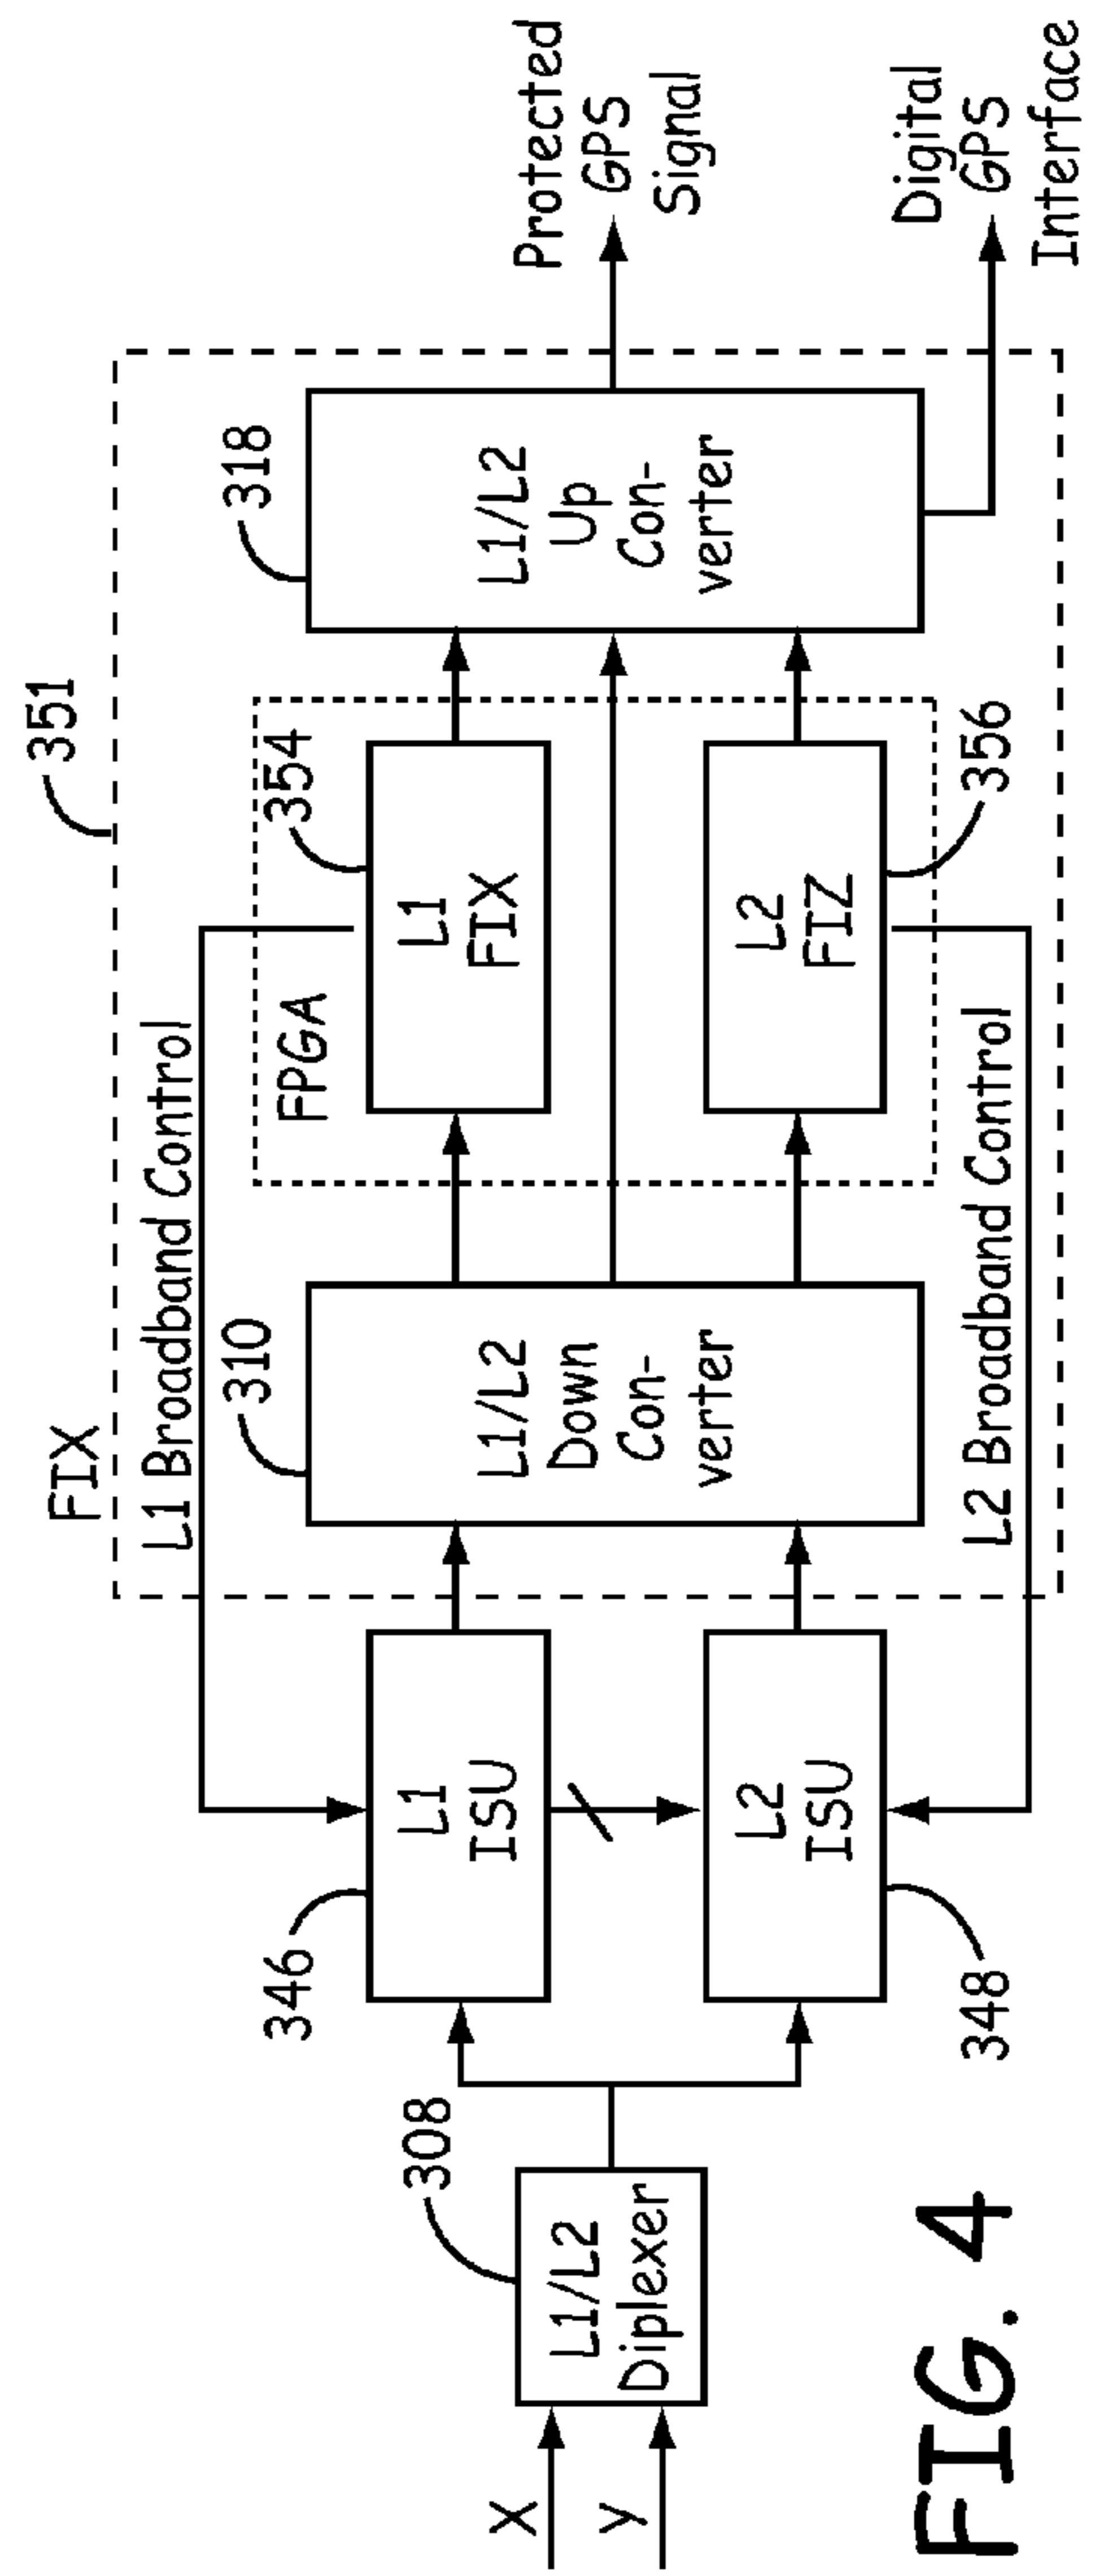 351
FIX
L1 Broadband Control
310
354
318
FPGA
346
L1
ISU
L1/L2
Down
Con-
verter
L1
FIX
L1/L2
Up
Con-
verter
Protected
GPS
Signal
308
L1/L2
Diplexer
X
y
L2
ISU
348
L2
FIZ
356
L2 Broadband Control
Digital
GPS
Interface
FIG. 4